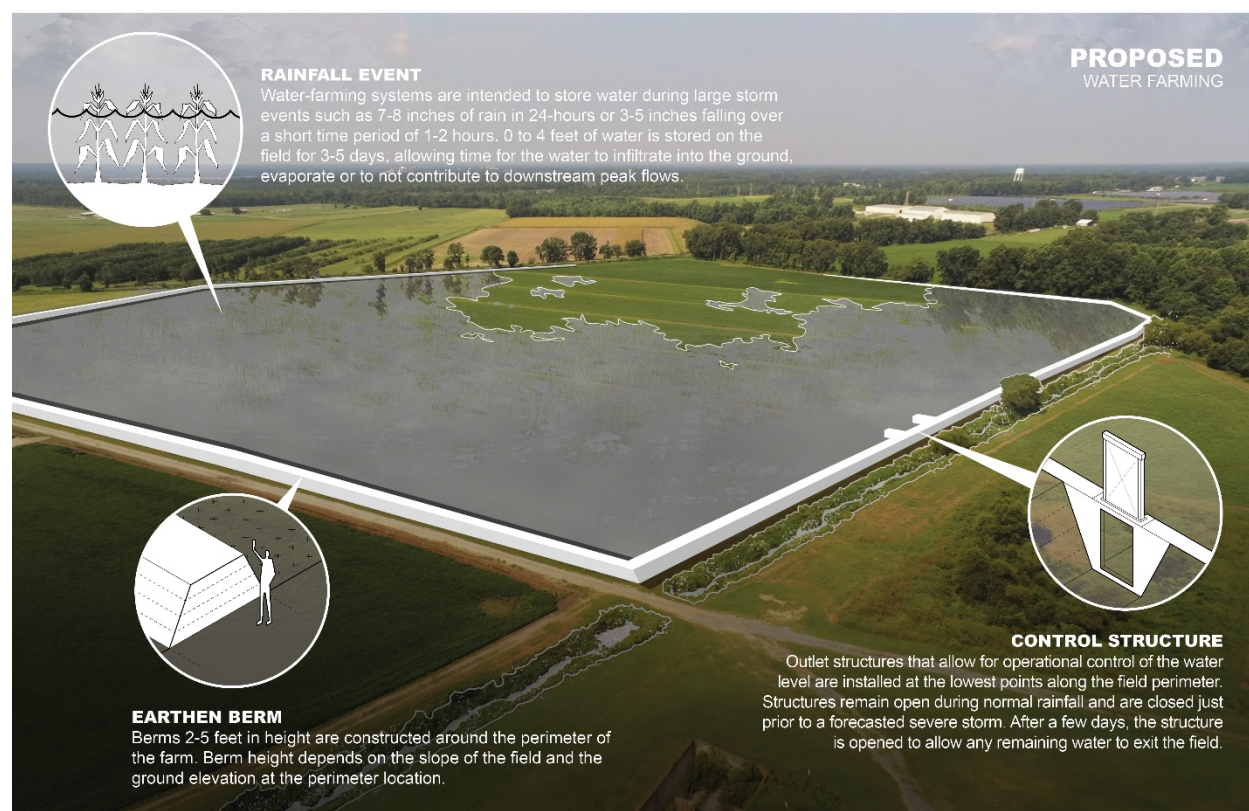 PROPOSED
WATER FARMING
RAINFALL EVENT
Water-farming systems are intended to store water during large storm
events such as 7-8 inches of rain in 24-hours or 3-5 inches falling over
a short time period of 1-2 hours. 0 to 4 feet of water is stored on the
field for 3-5 days, allowing time for the water to infiltrate into the ground,
evaporate or to not contribute to downstream peak flows.
EARTHEN BERM
Berms 2-5 feet in height are constructed around the perimeter of
the farm. Berm height depends on the slope of the field and the
ground elevation at the perimeter location.
CONTROL STRUCTURE
Outlet structures that allow for operational control of the water
level are installed at the lowest points along the field perimeter.
Structures remain open during normal rainfall and are closed just
prior to a forecasted severe storm. After a few days, the structure
is opened to allow any remaining water to exit the field.